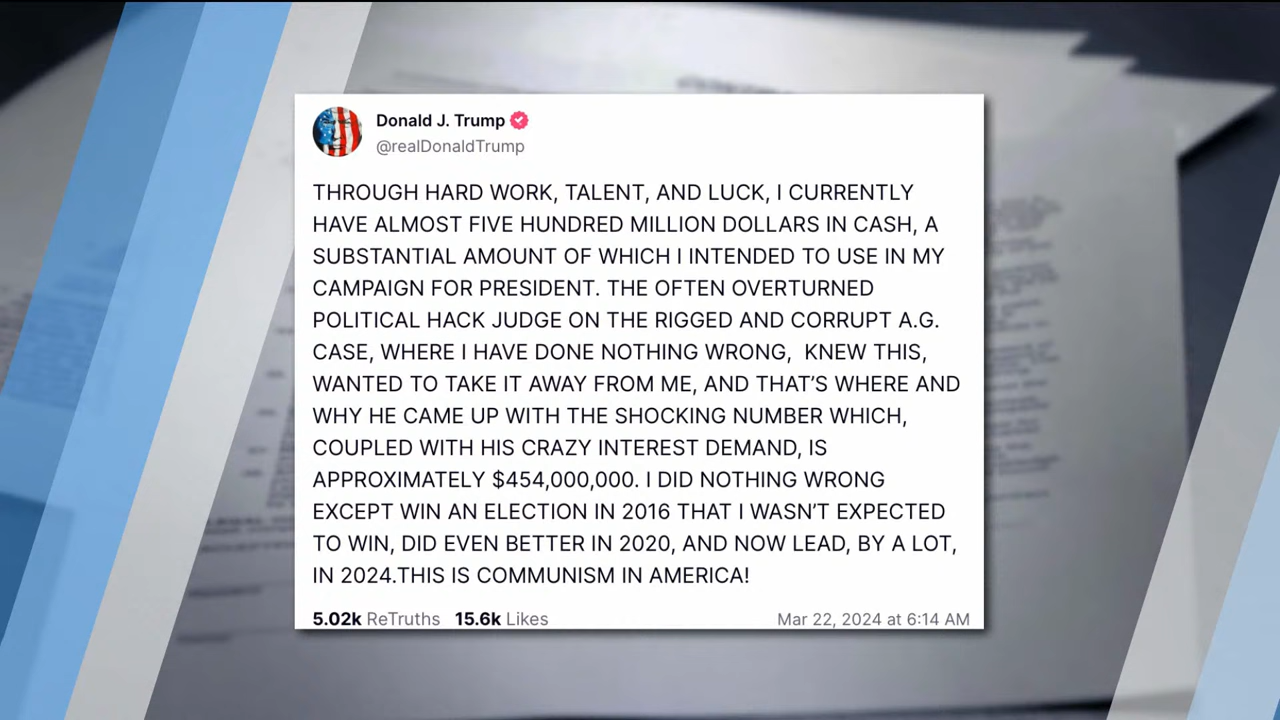 Donald J. Trump
@realDonaldTrump
THROUGH HARD WORK, TALENT, AND LUCK, I CURRENTLY
HAVE ALMOST FIVE HUNDRED MILLION DOLLARS IN CASH, A
SUBSTANTIAL AMOUNT OF WHICH I INTENDED TO USE IN MY
CAMPAIGN FOR PRESIDENT. THE OFTEN OVERTURNED
POLITICAL HACK JUDGE ON THE RIGGED AND CORRUPT A.G.
CASE, WHERE I HAVE DONE NOTHING WRONG,  KNEW THIS,
WANTED TO TAKE IT AWAY FROM ME, AND THAT’S WHERE AND
WHY HE CAME UP WITH THE SHOCKING NUMBER WHICH,
COUPLED WITH HIS CRAZY INTEREST DEMAND, IS
APPROXIMATELY $454,000,000. I DID NOTHING WRONG
EXCEPT WIN AN ELECTION IN 2016 THAT I WASN’T EXPECTED
TO WIN, DID EVEN BETTER IN 2020, AND NOW LEAD, BY A LOT,
IN 2024.THIS IS COMMUNISM IN AMERICA!
5.02k ReTruths 15.6k Likes Mar 22, 2024 at 6:14 AM